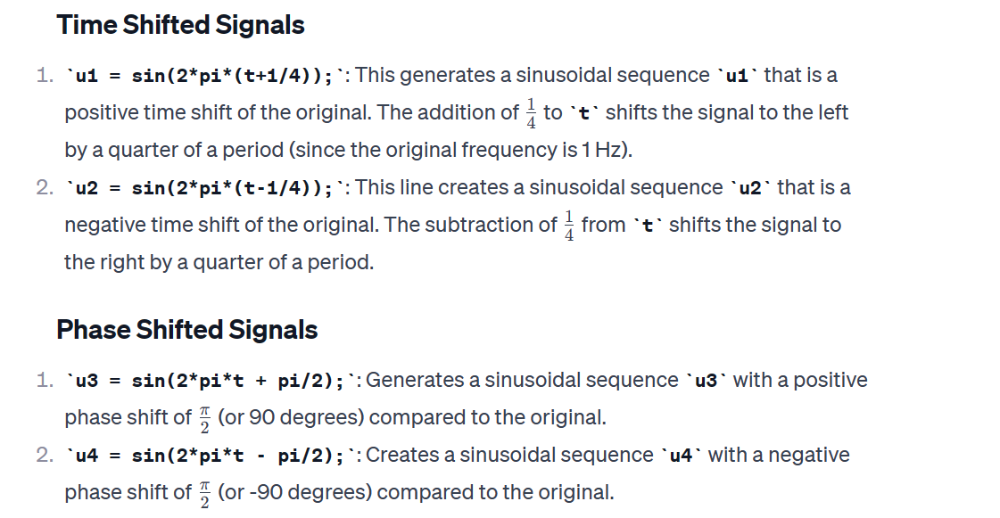 Time Shifted Signals
1. `u1 = sin(2*pi*(t+1/4));`: This generates a sinusoidal sequence `u1` that is a
positive time shift of the original. The addition of 1/4 to `t` shifts the signal to the left
by a quarter of a period (since the original frequency is 1 Hz).
2. `u2 = sin(2*pi*(t-1/4));`: This line creates a sinusoidal sequence `u2` that is a
negative time shift of the original. The subtraction of 1/4 from `t` shifts the signal to
the right by a quarter of a period.
Phase Shifted Signals
1. `u3 = sin(2*pi*t + pi/2);`: Generates a sinusoidal sequence `u3` with a positive
phase shift of π/2 (or 90 degrees) compared to the original.
2. `u4 = sin(2*pi*t - pi/2);`: Creates a sinusoidal sequence `u4` with a negative
phase shift of π/2 (or -90 degrees) compared to the original.